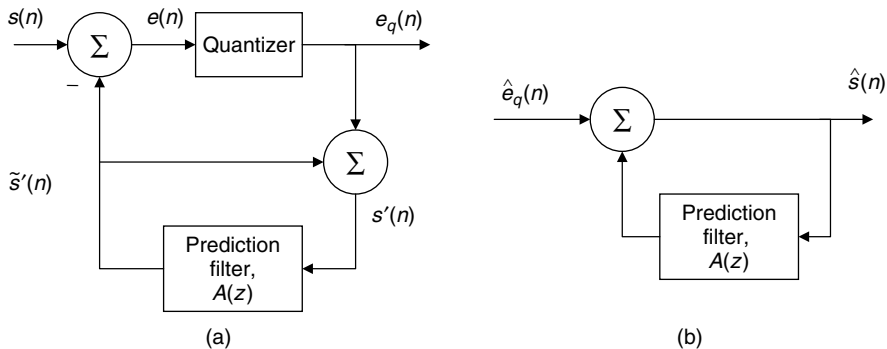 s(n)
e(n)
e_q(n)
Σ
Quantizer
–
Σ
s̃′(n)
s′(n)
Prediction
filter,
A(z)
(a)
ê_q(n)
ŝ(n)
Σ
Prediction
filter,
A(z)
(b)